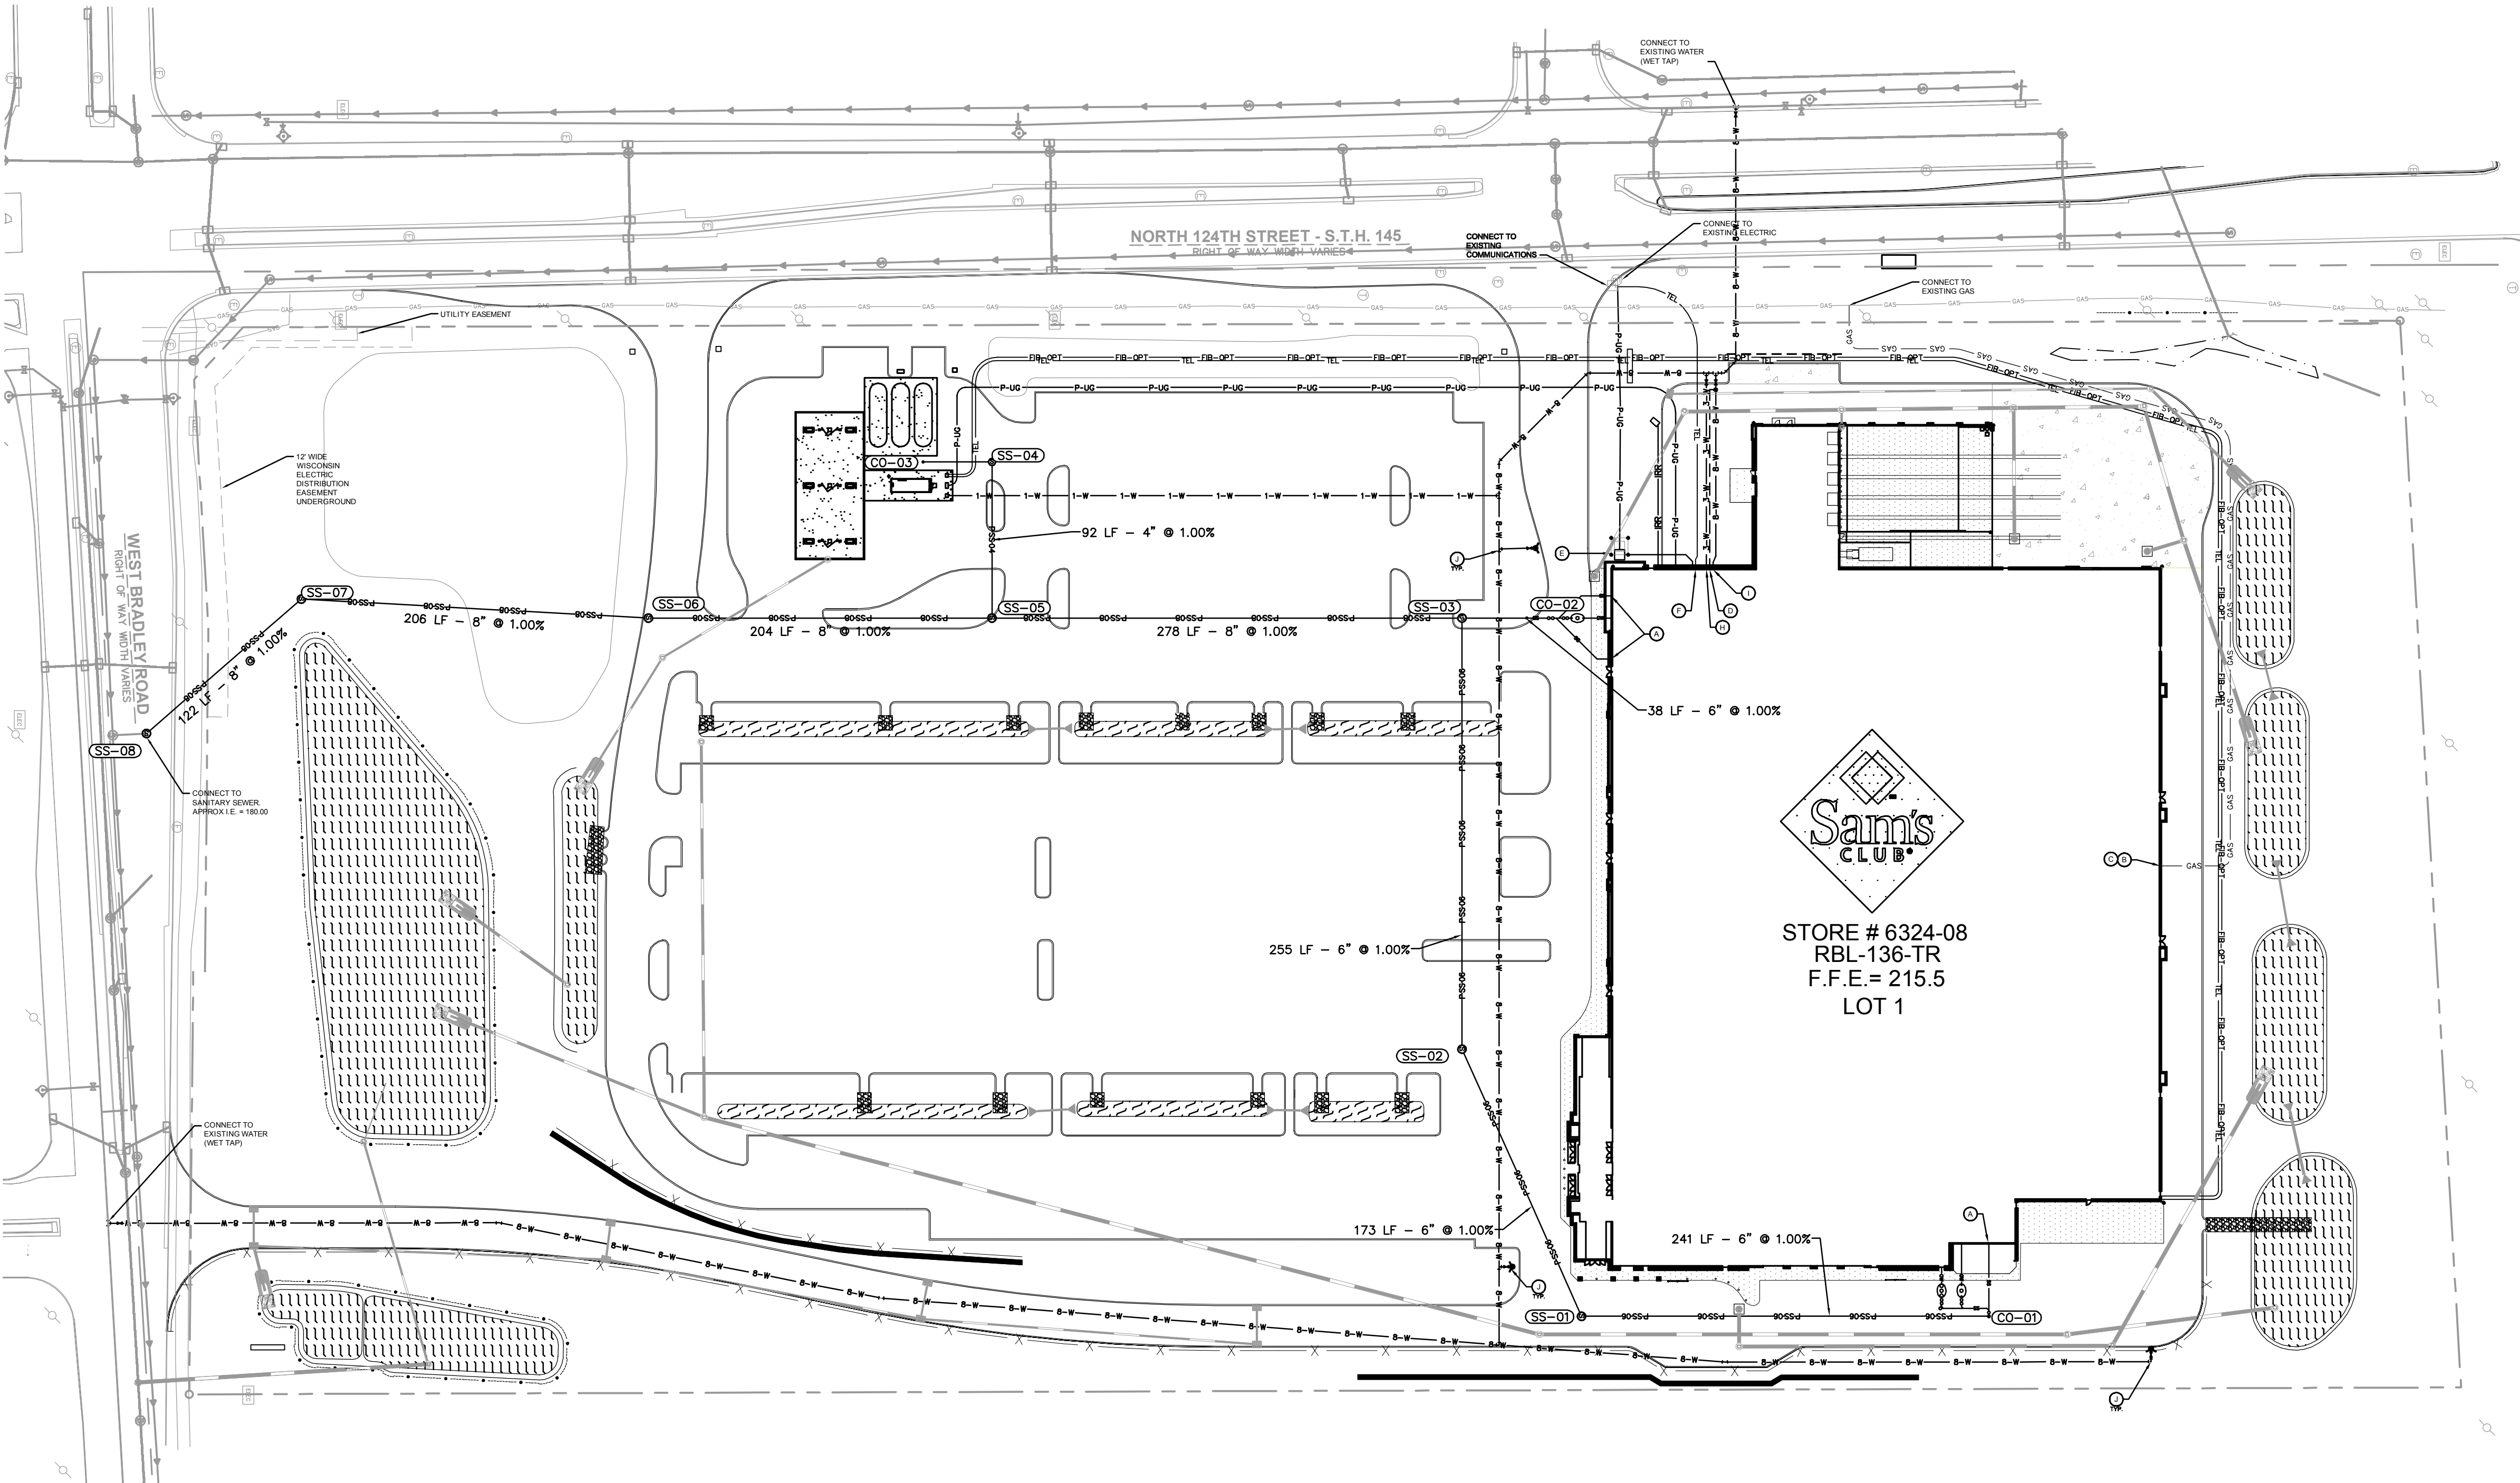 CONNECT TO
EXISTING WATER
(WET TAP)
NORTH 124TH STREET - S.T.H. 145
RIGHT OF WAY WIDTH VARIES
CONNECT TO
EXISTING
COMMUNICATIONS
CONNECT TO
EXISTING ELECTRIC
CONNECT TO
EXISTING GAS
UTILITY EASEMENT
12' WIDE
WISCONSIN
ELECTRIC
DISTRIBUTION
EASEMENT
UNDERGROUND
WEST BRADLEY ROAD
RIGHT OF WAY WIDTH VARIES
CO-03
SS-04
92 LF - 4" @ 1.00%
J
TYP.
E
F
D
H
I
A
SS-07
SS-06
SS-05
SS-03
CO-02
206 LF - 8" @ 1.00%
204 LF - 8" @ 1.00%
278 LF - 8" @ 1.00%
122 LF - 8" @ 1.00%
38 LF - 6" @ 1.00%
SS-08
CONNECT TO
SANITARY SEWER.
APPROX I.E. = 180.00
Sam's
CLUB
STORE # 6324-08
RBL-136-TR
F.F.E.= 215.5
LOT 1
C B
255 LF - 6" @ 1.00%
SS-02
CONNECT TO
EXISTING WATER
(WET TAP)
173 LF - 6" @ 1.00%
241 LF - 6" @ 1.00%
A
J
TYP.
SS-01
CO-01
J
TYP.